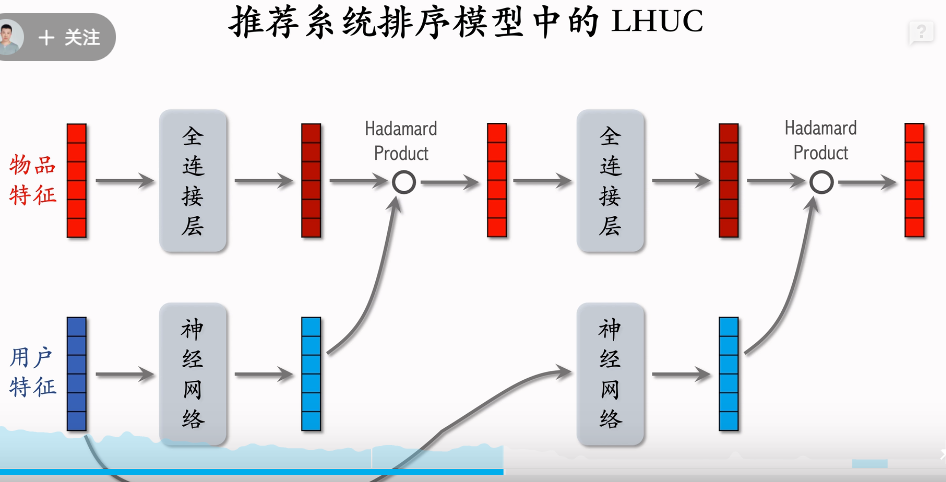 推荐系统排序模型中的 LHUC
+ 关注
?
物品
特征
全
连
接
层
Hadamard
Product
全
连
接
层
Hadamard
Product
用户
特征
神
经
网
络
神
经
网
络